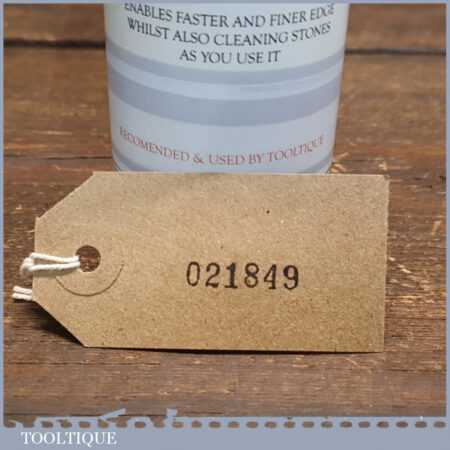 ENABLES FASTER AND FINER EDGE
WHILST ALSO CLEANING STONES
AS YOU USE IT
RECOMENDED & USED BY TOOLTIQUE
021849
TOOLTIQUE